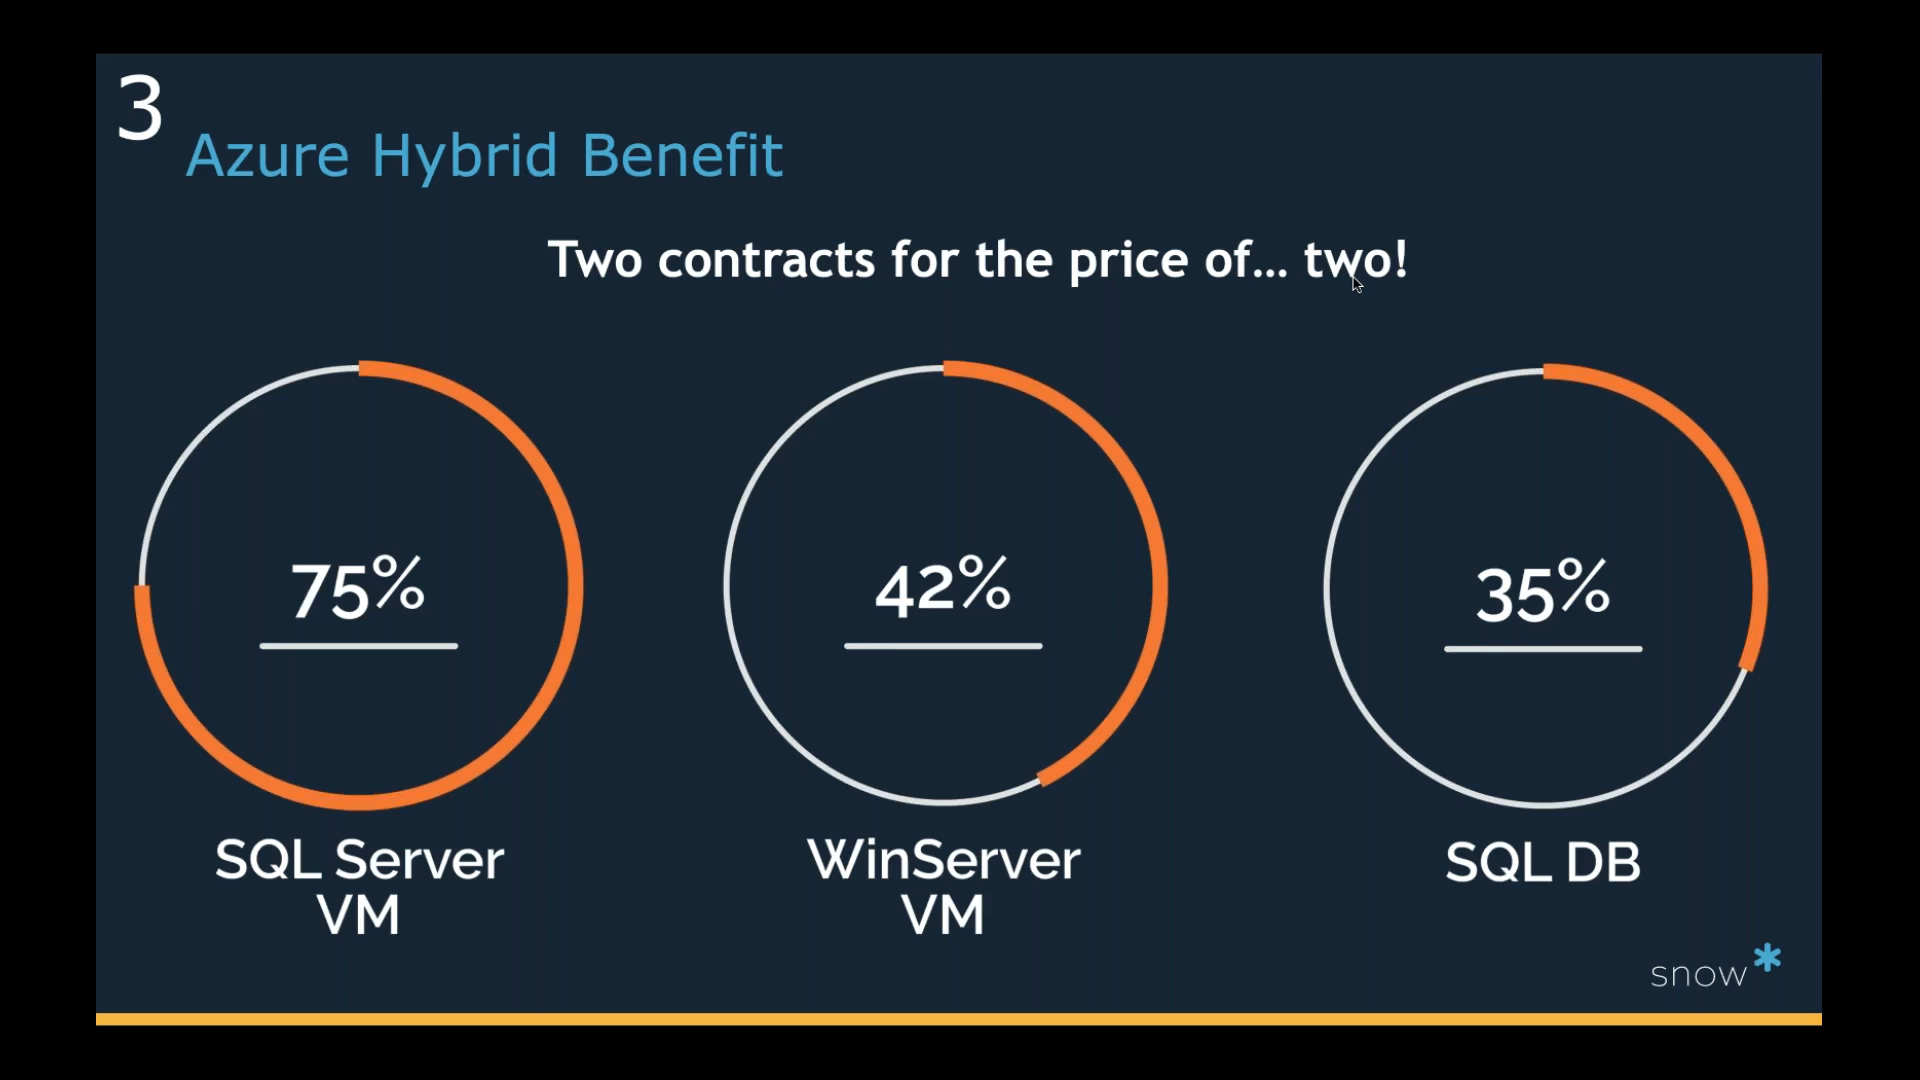 3
Azure Hybrid Benefit
Two contracts for the price of... two!
75%
42%
35%
SQL Server
VM
WinServer
VM
SQL DB
snow